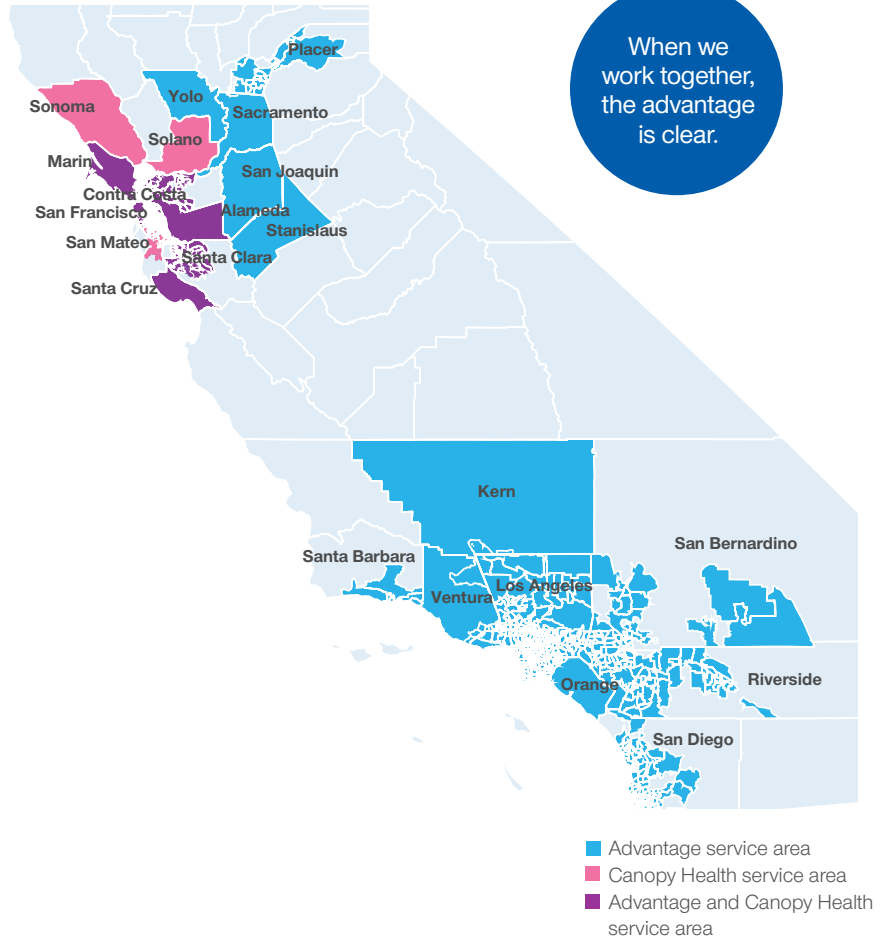 When we
work together,
the advantage
is clear.
Placer
Yolo
Sonoma
Sacramento
Solano
Marin
San Joaquin
Contra Costa
San Francisco
Alameda
Stanislaus
San Mateo
Santa Clara
Santa Cruz
Kern
San Bernardino
Santa Barbara
Los Angeles
Ventura
Riverside
Orange
San Diego
Advantage service area
Canopy Health service area
Advantage and Canopy Health
service area